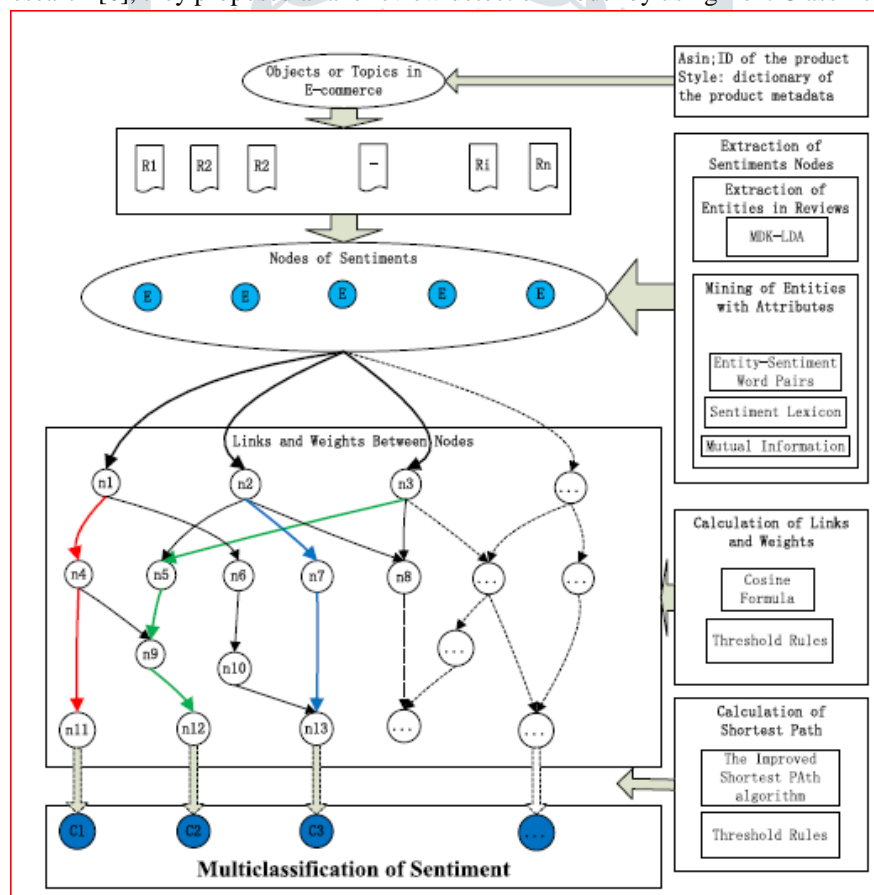 Objects or Topics in
E-commerce
Asin;ID of the product
Style: dictionary of
the product metadata
R1 R2 R2 – Ri Rn
Extraction of
Sentiments Nodes
Extraction of
Entities in Reviews
MDK-LDA
Nodes of Sentiments
E E E E E
Mining of Entities
with Attributes
Entity-Sentiment
Word Pairs
Sentiment Lexicon
Mutual Information
Links and Weights Between Nodes
n1 n2 n3 ...
n4 n5 n6 n7 n8 ... ...
n9 n10 ...
n11 n12 n13 ... ...
Calculation of Links
and Weights
Cosine
Formula
Threshold Rules
Calculation of
Shortest Path
The Improved
Shortest PAth
algorithm
Threshold Rules
C1 C2 C3 ...
Multiclassification of Sentiment